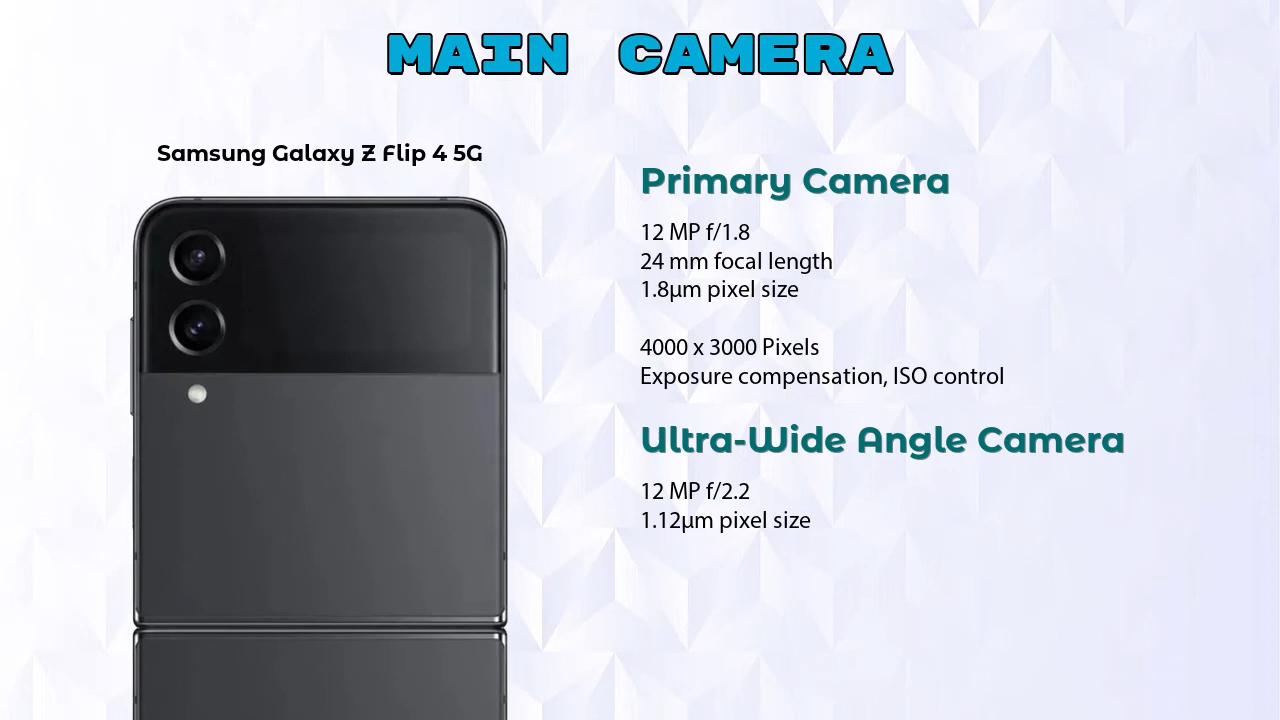 MAIN CAMERA
Samsung Galaxy Z Flip 4 5G
Primary Camera
12 MP f/1.8
24 mm focal length
1.8µm pixel size
4000 x 3000 Pixels
Exposure compensation, ISO control
Ultra-Wide Angle Camera
12 MP f/2.2
1.12µm pixel size